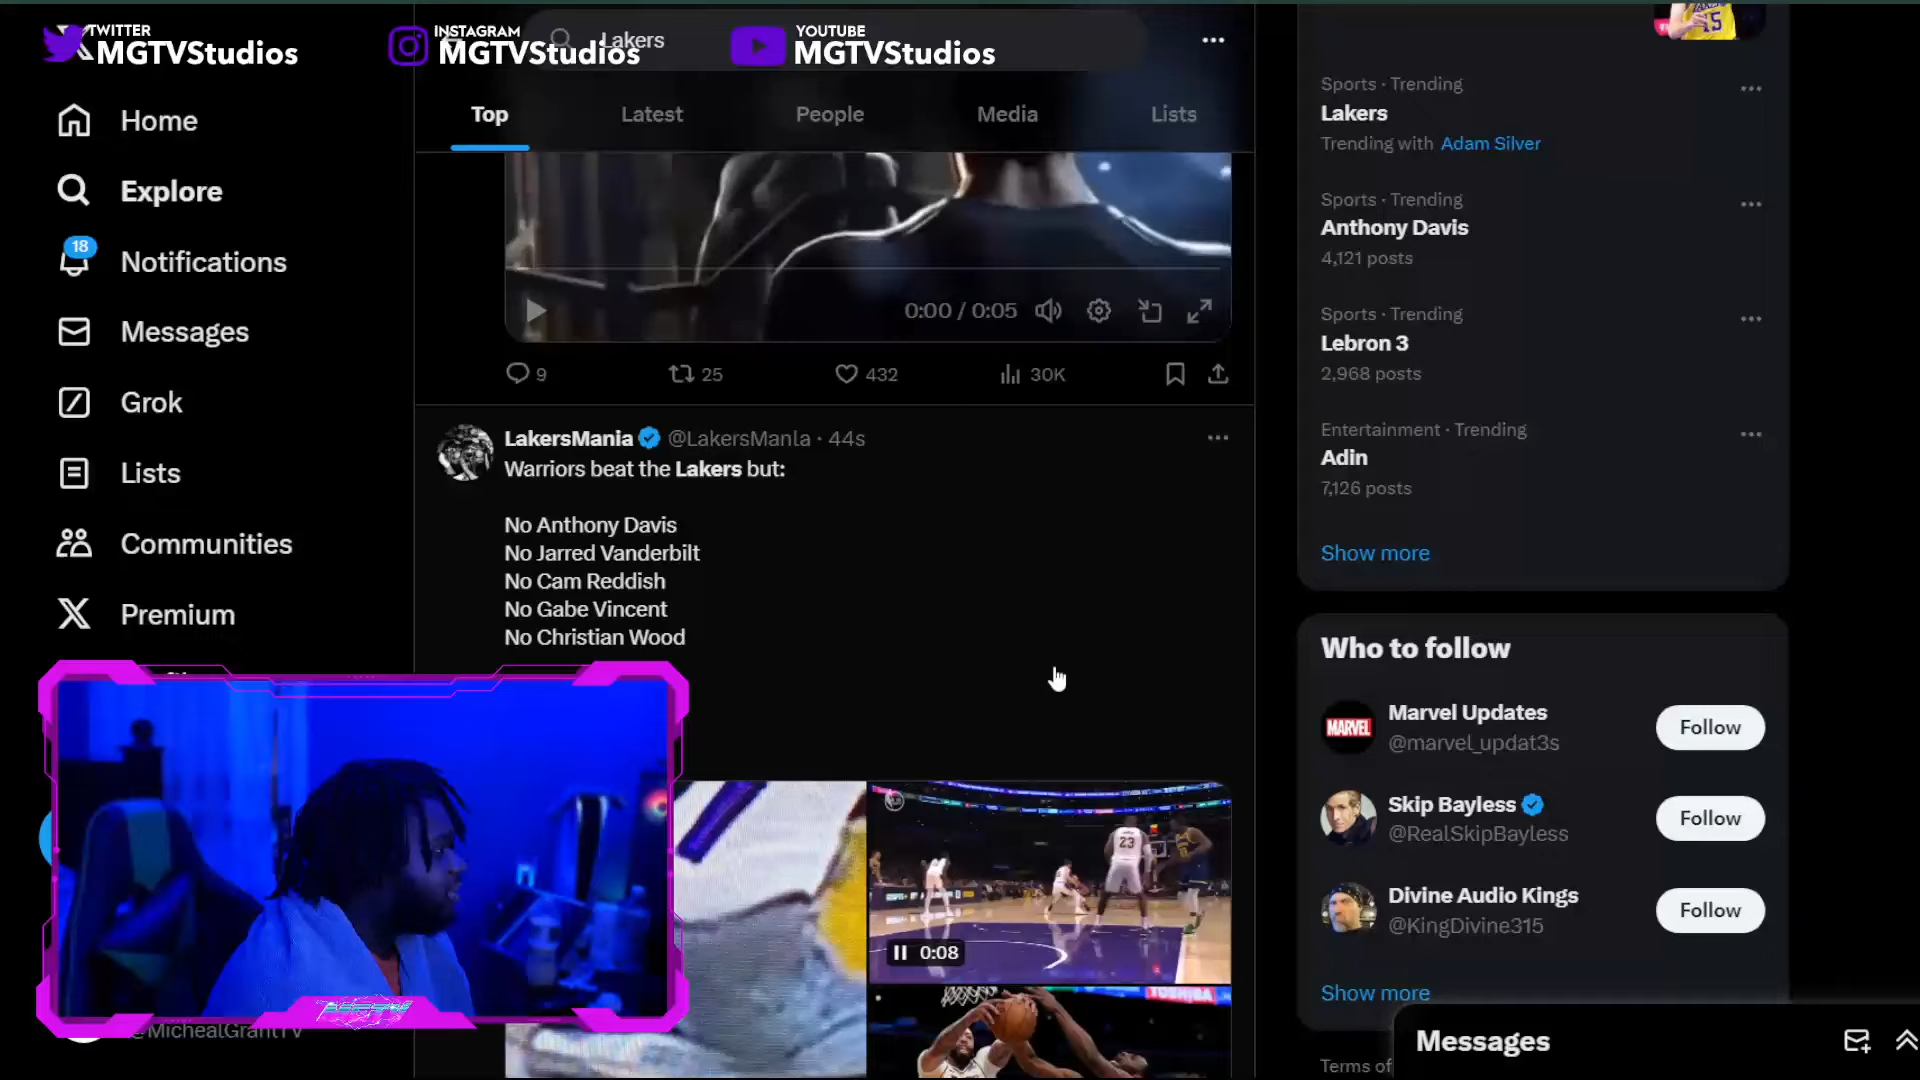 TWITTER
MGTVStudios
INSTAGRAM
MGTVStudios
YOUTUBE
MGTVStudios
Lakers
Home
Explore
18
Notifications
Messages
Grok
Lists
Communities
Premium
@MichealGrantTV
Top
Latest
People
Media
Lists
0:00 / 0:05
9
25
432
30K
LakersMania @LakersManIa · 44s
Warriors beat the Lakers but:
No Anthony Davis
No Jarred Vanderbilt
No Cam Reddish
No Gabe Vincent
No Christian Wood
23
0:08
TOSHIBA
15
Sports · Trending
Lakers
Trending with Adam Silver
Sports · Trending
Anthony Davis
4,121 posts
Sports · Trending
Lebron 3
2,968 posts
Entertainment · Trending
Adin
7,126 posts
Show more
Who to follow
MARVEL
Marvel Updates
@marvel_updat3s
Follow
Skip Bayless
@RealSkipBayless
Follow
Divine Audio Kings
@KingDivine315
Follow
Show more
Terms of
Messages